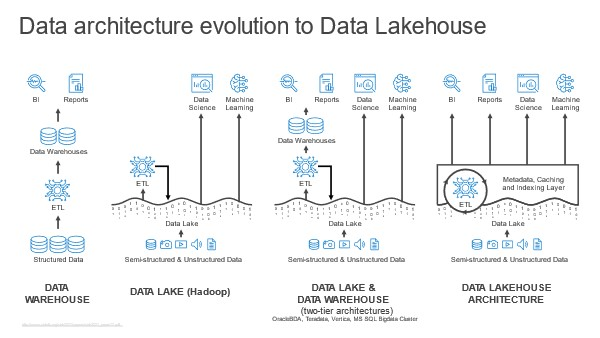 Data architecture evolution to Data Lakehouse
BI
Reports
Data Warehouses
ETL
Structured Data
DATA
WAREHOUSE
Data
Science
Machine
Learning
ETL
Data Lake
Semi-structured & Unstructured Data
DATA LAKE (Hadoop)
BI
Reports
Data
Science
Machine
Learning
Data Warehouses
ETL
Data Lake
Semi-structured & Unstructured Data
DATA LAKE &
DATA WAREHOUSE
(two-tier architectures)
OracleBDA, Teradata, Vertica, MS SQL Bigdata Cluster
BI
Reports
Data
Science
Machine
Learning
Metadata, Caching
and Indexing Layer
ETL
Data Lake
Semi-structured & Unstructured Data
DATA LAKEHOUSE
ARCHITECTURE